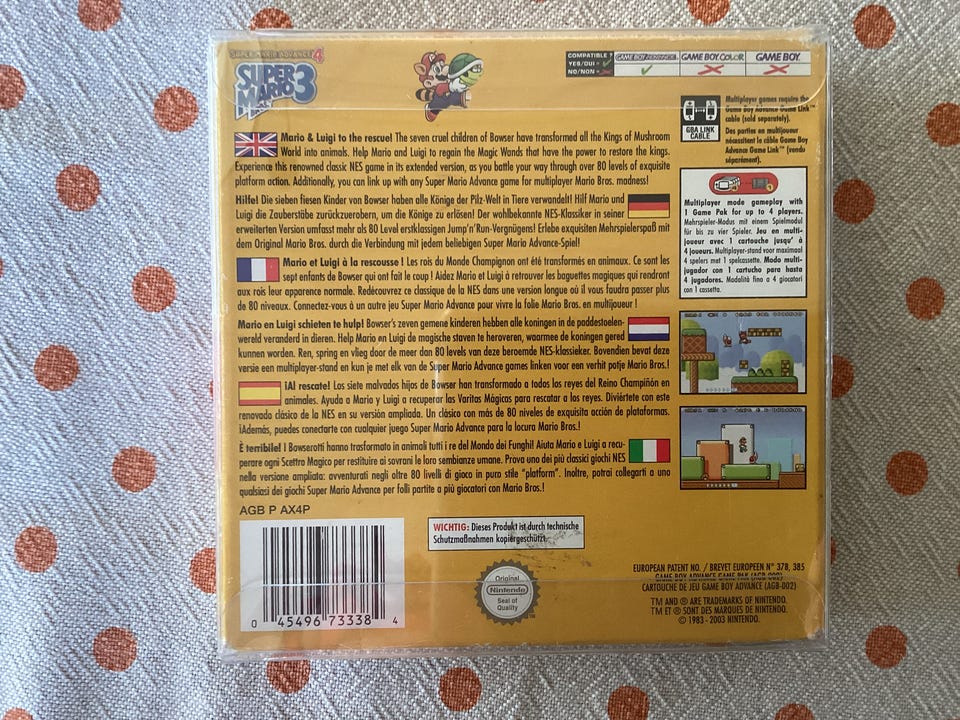 SUPER MARIO ADVANCE 4
SUPER
MARIO 3
BROS.
COMPATIBLE ?
YES/OUI =
NO/NON =
GAME BOY ADVANCE
GAME BOY COLOR
GAME BOY
Multiplayer games require the
Game Boy Advance Game Link™
cable (sold separately).
Des parties en multijoueur
nécessitent le câble Game Boy
Advance Game Link™ (vendu
séparément).
GBA LINK
CABLE
Mario & Luigi to the rescue! The seven cruel children of Bowser have transformed all the Kings of Mushroom
World into animals. Help Mario and Luigi to regain the Magic Wands that have the power to restore the kings.
Experience this renowned classic NES game in its extended version, as you battle your way through over 80 levels of exquisite
platform action. Additionally, you can link up with any Super Mario Advance game for multiplayer Mario Bros. madness!
Hilfe! Die sieben fiesen Kinder von Bowser haben alle Könige der Pilz-Welt in Tiere verwandelt! Hilf Mario und
Luigi die Zauberstäbe zurückzuerobern, um die Könige zu erlösen! Der wohlbekannte NES-Klassiker in seiner
erweiterten Version umfasst mehr als 80 Level erstklassigen Jump'n'Run-Vergnügens! Erlebe exquisiten Mehrspielerspaß mit
dem Original Mario Bros. durch die Verbindung mit jedem beliebigen Super Mario Advance-Spiel!
Mario et Luigi à la rescousse ! Les rois du Monde Champignon ont été transformés en animaux. Ce sont les
sept enfants de Bowser qui ont fait le coup ! Aidez Mario et Luigi à retrouver les baguettes magiques qui rendront
aux rois leur apparence normale. Redécouvrez ce classique de la NES dans une version longue où il vous faudra passer plus
de 80 niveaux. Connectez-vous à un autre jeu Super Mario Advance pour vivre la folie Mario Bros. en multijoueur !
Mario en Luigi schieten te hulp! Bowser's zeven gemene kinderen hebben alle koningen in de paddestoelen-
wereld veranderd in dieren. Help Mario en Luigi de magische staven te heroveren, waarmee de koningen gered
kunnen worden. Ren, spring en vlieg door de meer dan 80 levels van deze beroemde NES-klassieker. Bovendien bevat deze
versie een multiplayer-stand en kun je met elk van de Super Mario Advance games linken voor een verhit potje Mario Bros.!
¡Al rescate! Los siete malvados hijos de Bowser han transformado a todos los reyes del Reino Champiñón en
animales. Ayuda a Mario y Luigi a recuperar las Varitas Mágicas para rescatar a los reyes. Diviértete con este
renovado clásico de la NES en su versión ampliada. Un clásico con más de 80 niveles de exquisita acción de plataformas.
¡Además, puedes conectarte con cualquier juego Super Mario Advance para la locura Mario Bros.!
È terribile! I Bowserotti hanno trasformato in animali tutti i re del Mondo dei Funghi! Aiuta Mario e Luigi a recu-
perare ogni Scettro Magico per restituire ai sovrani le loro sembianze umane. Prova uno dei più classici giochi NES
nella versione ampliata: avventurati negli oltre 80 livelli di gioco in puro stile "platform". Inoltre, potrai collegarti a uno
qualsiasi dei giochi Super Mario Advance per folli partite a più giocatori con Mario Bros.!
Multiplayer mode gameplay with
1 Game Pak for up to 4 players.
Mehrspieler-Modus mit einem Spielmodul
für bis zu vier Spieler. Jeu en multi-
joueur avec 1 cartouche jusqu' à
4 joueurs. Multiplayer-stand voor maximaal
4 spelers met 1 spelcassette. Modo multi-
jugador con 1 cartucho para hasta
4 jugadores. Modalità fino a 4 giocatori
con 1 cassetta.
AGB P AX4P
WICHTIG: Dieses Produkt ist durch technische
Schutzmaßnahmen kopiergeschützt.
Original
Nintendo
Seal of
Quality
0 45496 73338 4
EUROPEAN PATENT NO. / BREVET EUROPEEN N° 378, 385
GAME BOY ADVANCE GAME PAK (AGB-002)
CARTOUCHE DE JEU GAME BOY ADVANCE (AGB-002)
TM AND ® ARE TRADEMARKS OF NINTENDO.
TM ET ® SONT DES MARQUES DE NINTENDO.
© 1983 - 2003 NINTENDO.